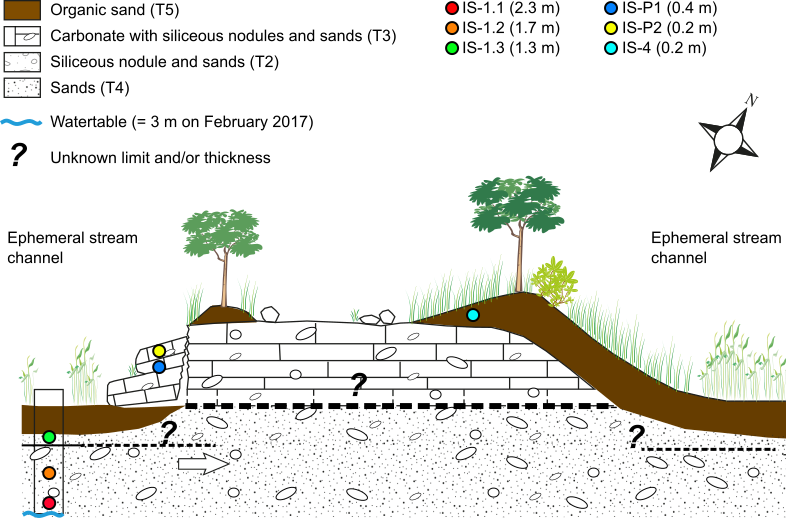 Organic sand (T5)
Carbonate with siliceous nodules and sands (T3)
Siliceous nodule and sands (T2)
Sands (T4)
Watertable (= 3 m on February 2017)
? Unknown limit and/or thickness
IS-1.1 (2.3 m)
IS-1.2 (1.7 m)
IS-1.3 (1.3 m)
IS-P1 (0.4 m)
IS-P2 (0.2 m)
IS-4 (0.2 m)
N
Ephemeral stream
channel
Ephemeral stream
channel
?
?
?